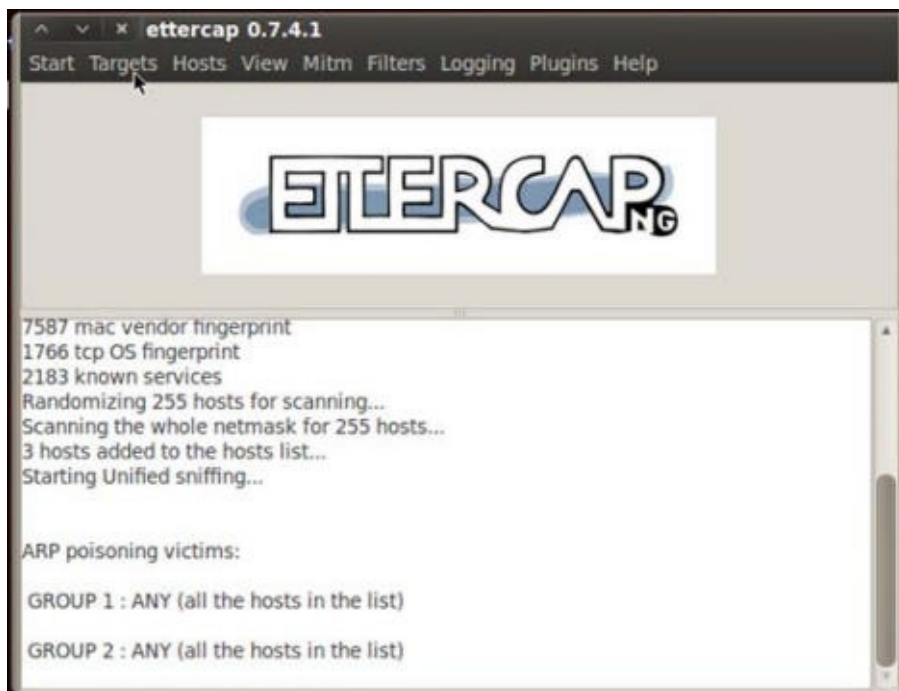 ettercap 0.7.4.1
Start Targets Hosts View Mitm Filters Logging Plugins Help
ETTERCAP NG
7587 mac vendor fingerprint
1766 tcp OS fingerprint
2183 known services
Randomizing 255 hosts for scanning...
Scanning the whole netmask for 255 hosts...
3 hosts added to the hosts list...
Starting Unified sniffing...
ARP poisoning victims:
GROUP 1 : ANY (all the hosts in the list)
GROUP 2 : ANY (all the hosts in the list)